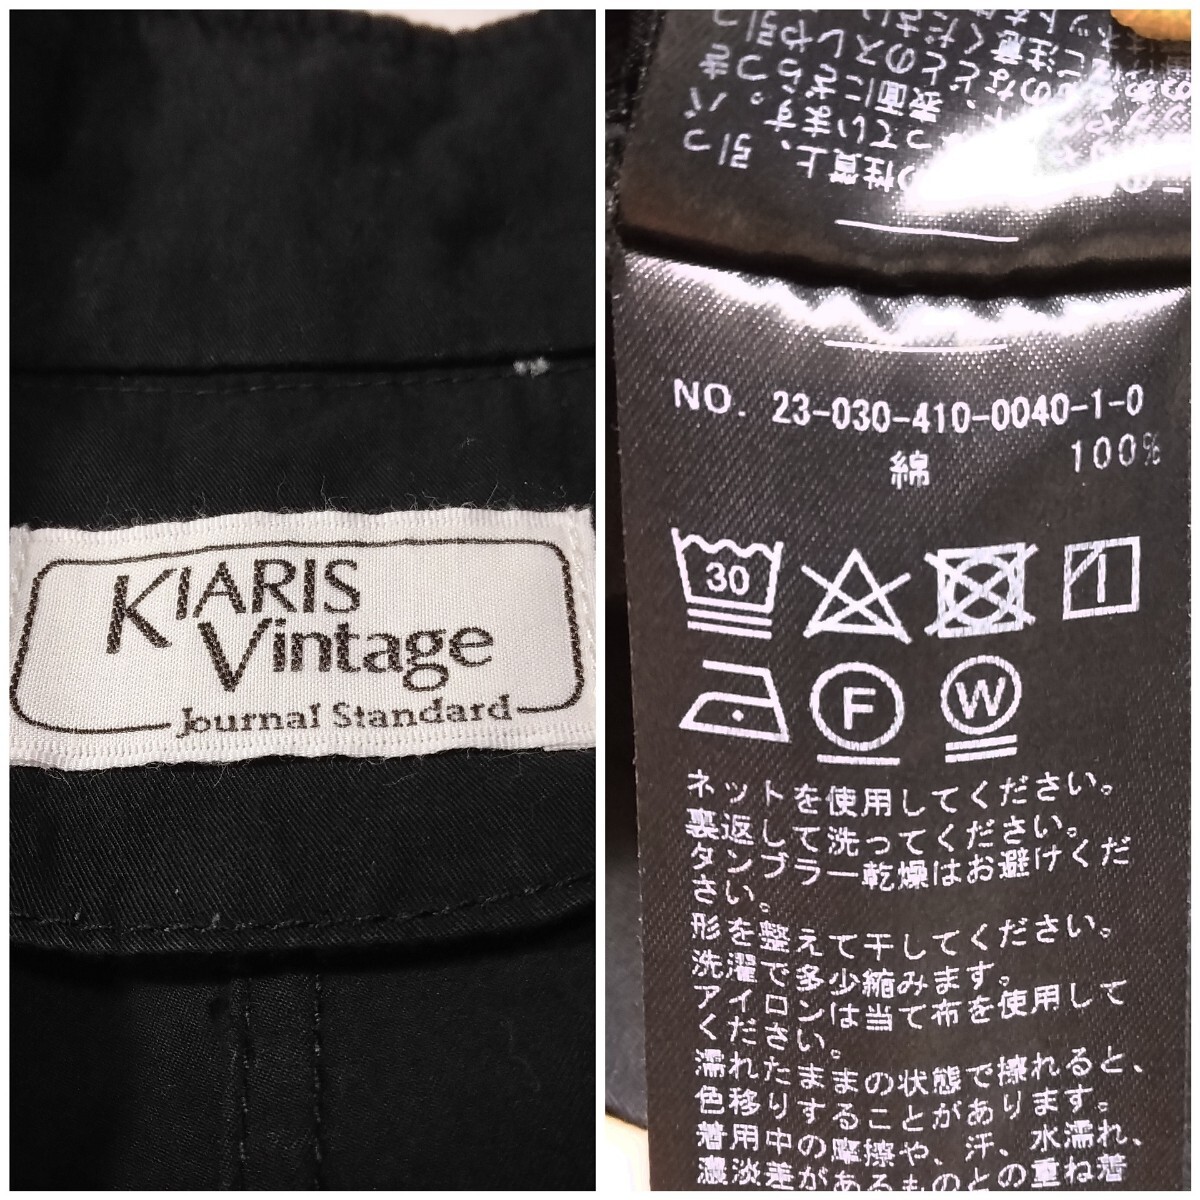 KIARIS
Vintage
Journal Standard
NO. 23-030-410-0040-1-0
綿 100%
30
F
W
ネットを使用してください。
裏返して洗ってください。
タンブラー乾燥はお避けくだ
さい。
形を整えて干してください。
洗濯で多少縮みます。
アイロンは当て布を使用して
ください。
濡れたままの状態で擦れると、
色移りすることがあります。
着用中の摩擦や、汗、水濡れ、
濃淡差があるものとの重ね着